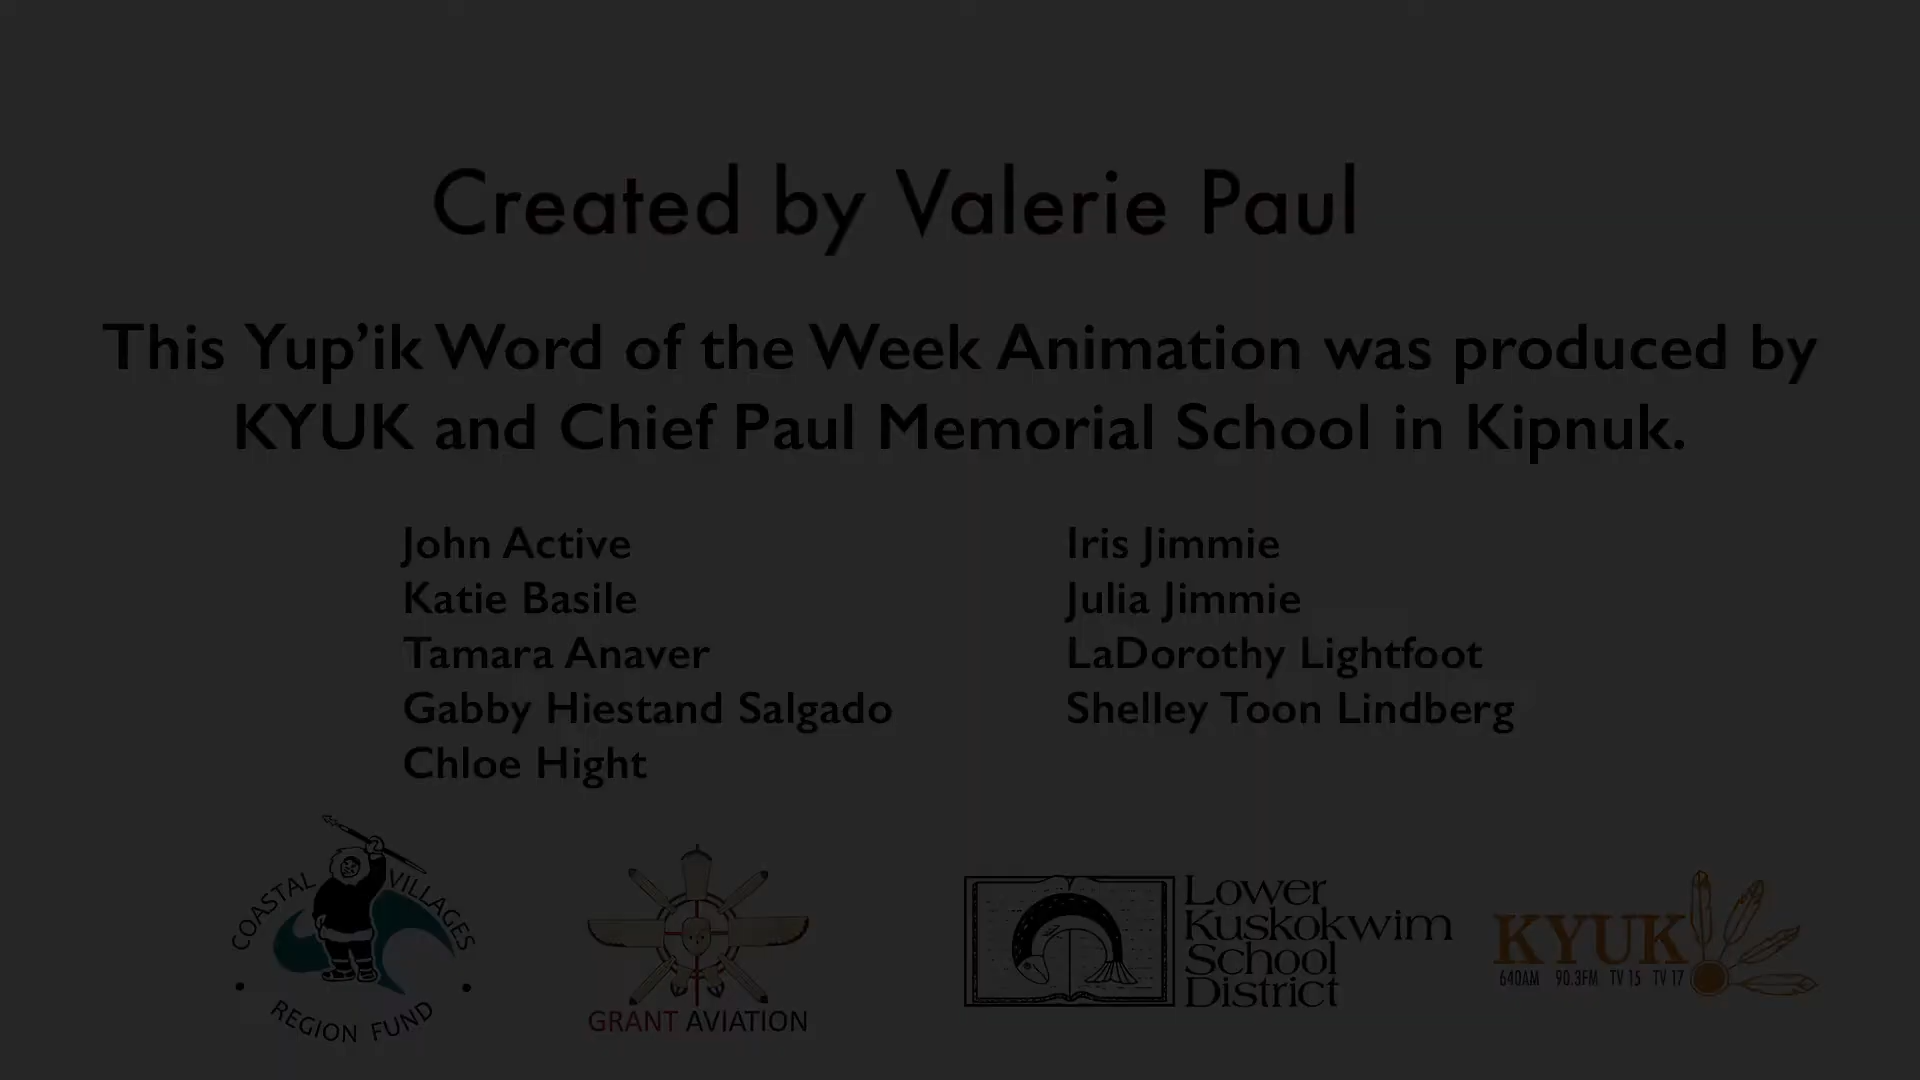 Created by Valerie Paul
This Yup’ik Word of the Week Animation was produced by
KYUK and Chief Paul Memorial School in Kipnuk.
John Active
Katie Basile
Tamara Anaver
Gabby Hiestand Salgado
Chloe Hight
Iris Jimmie
Julia Jimmie
LaDorothy Lightfoot
Shelley Toon Lindberg
COASTAL VILLAGES
REGION FUND
GRANT AVIATION
Lower
Kuskokwim
School
District
KYUK
640AM 90.3FM TV 15 TV 17